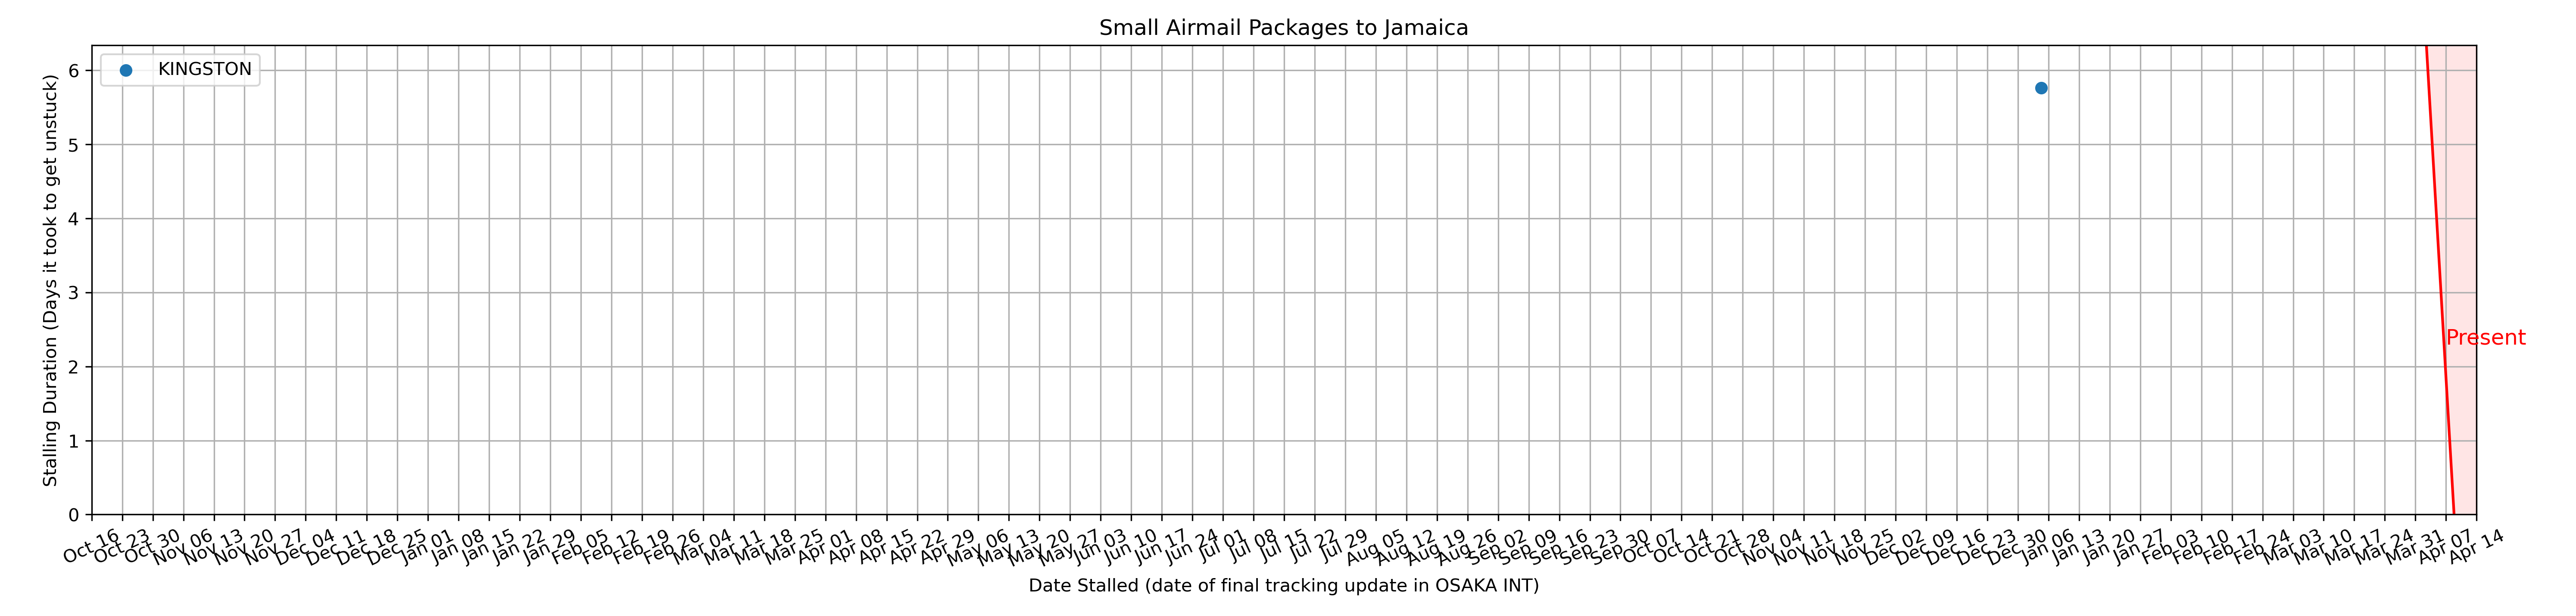 Small Airmail Packages to Jamaica
KINGSTON
Stalling Duration (Days it took to get unstuck)
6
5
4
3
2
1
0
Present
Oct 16 Oct 23 Oct 30 Nov 06 Nov 13 Nov 20 Nov 27 Dec 04 Dec 11 Dec 18 Dec 25 Jan 01 Jan 08 Jan 15 Jan 22 Jan 29 Feb 05 Feb 12 Feb 19 Feb 26 Mar 04 Mar 11 Mar 18 Mar 25 Apr 01 Apr 08 Apr 15 Apr 22 Apr 29 May 06 May 13 May 20 May 27 Jun 03 Jun 10 Jun 17 Jun 24 Jul 01 Jul 08 Jul 15 Jul 22 Jul 29 Aug 05 Aug 12 Aug 19 Aug 26 Sep 02 Sep 09 Sep 16 Sep 23 Sep 30 Oct 07 Oct 14 Oct 21 Oct 28 Nov 04 Nov 11 Nov 18 Nov 25 Dec 02 Dec 09 Dec 16 Dec 23 Dec 30 Jan 06 Jan 13 Jan 20 Jan 27 Feb 03 Feb 10 Feb 17 Feb 24 Mar 03 Mar 10 Mar 17 Mar 24 Mar 31 Apr 07 Apr 14
Date Stalled (date of final tracking update in OSAKA INT)